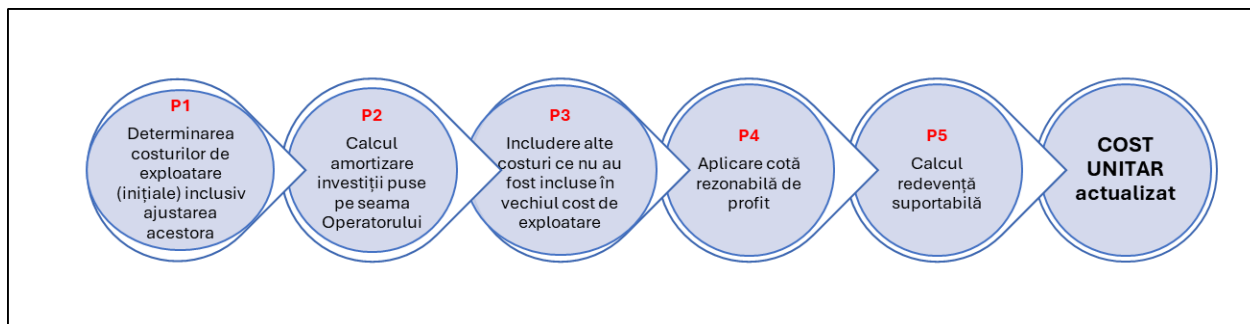 P1
Determinarea
costurilor de
exploatare
(inițiale) inclusiv
ajustarea
acestora
P2
Calcul
amortizare
investiții puse
pe seama
Operatorului
P3
Includere alte
costuri ce nu au
fost incluse în
vechiul cost de
exploatare
P4
Aplicare cotă
rezonabilă de
profit
P5
Calcul
redevență
suportabilă
COST
UNITAR
actualizat